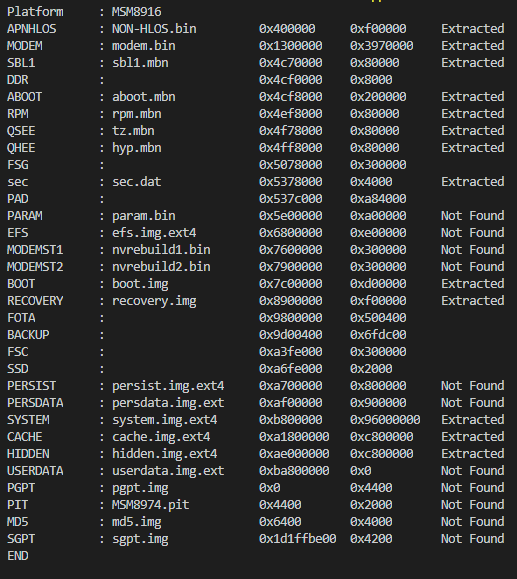 Platform : MSM8916
APNHLOS : NON-HLOS.bin 0x400000 0xf00000 Extracted
MODEM : modem.bin 0x1300000 0x3970000 Extracted
SBL1 : sbl1.mbn 0x4c70000 0x80000 Extracted
DDR : 0x4cf0000 0x8000
ABOOT : aboot.mbn 0x4cf8000 0x200000 Extracted
RPM : rpm.mbn 0x4ef8000 0x80000 Extracted
QSEE : tz.mbn 0x4f78000 0x80000 Extracted
QHEE : hyp.mbn 0x4ff8000 0x80000 Extracted
FSG : 0x5078000 0x300000
sec : sec.dat 0x5378000 0x4000 Extracted
PAD : 0x537c000 0xa84000
PARAM : param.bin 0x5e00000 0xa00000 Not Found
EFS : efs.img.ext4 0x6800000 0xe00000 Not Found
MODEMST1 : nvrebuild1.bin 0x7600000 0x300000 Not Found
MODEMST2 : nvrebuild2.bin 0x7900000 0x300000 Not Found
BOOT : boot.img 0x7c00000 0xd00000 Extracted
RECOVERY : recovery.img 0x8900000 0xf00000 Extracted
FOTA : 0x9800000 0x500400
BACKUP : 0x9d00400 0x6fdc00
FSC : 0xa3fe000 0x300000
SSD : 0xa6fe000 0x2000
PERSIST : persist.img.ext4 0xa700000 0x800000 Not Found
PERSDATA : persdata.img.ext 0xaf00000 0x900000 Not Found
SYSTEM : system.img.ext4 0xb800000 0x96000000 Extracted
CACHE : cache.img.ext4 0xa1800000 0xc800000 Extracted
HIDDEN : hidden.img.ext4 0xae000000 0xc800000 Extracted
USERDATA : userdata.img.ext 0xba800000 0x0 Not Found
PGPT : pgpt.img 0x0 0x4400 Not Found
PIT : MSM8974.pit 0x4400 0x2000 Not Found
MD5 : md5.img 0x6400 0x4000 Not Found
SGPT : sgpt.img 0x1d1ffbe00 0x4200 Not Found
END